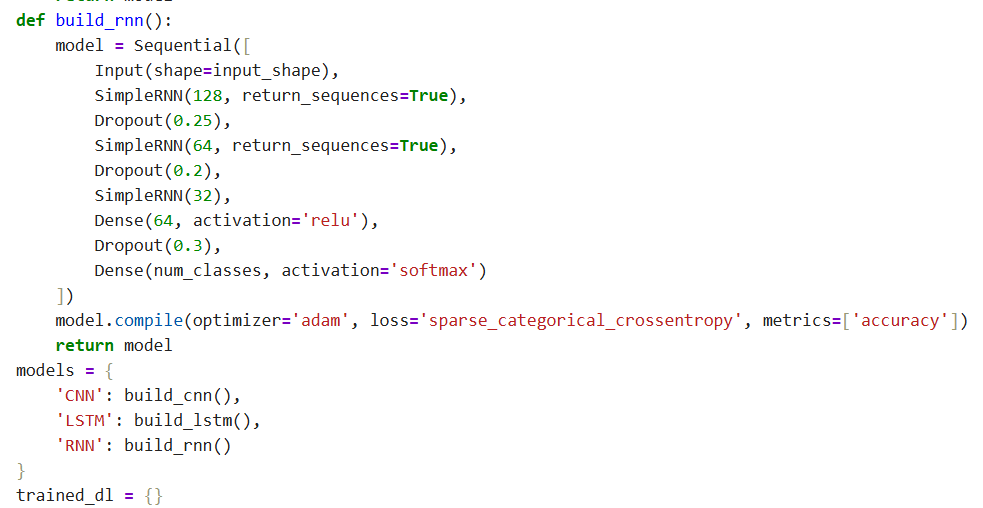 return model
def build_rnn():
    model = Sequential([
        Input(shape=input_shape),
        SimpleRNN(128, return_sequences=True),
        Dropout(0.25),
        SimpleRNN(64, return_sequences=True),
        Dropout(0.2),
        SimpleRNN(32),
        Dense(64, activation='relu'),
        Dropout(0.3),
        Dense(num_classes, activation='softmax')
    ])
    model.compile(optimizer='adam', loss='sparse_categorical_crossentropy', metrics=['accuracy'])
    return model
models = {
    'CNN': build_cnn(),
    'LSTM': build_lstm(),
    'RNN': build_rnn()
}
trained_dl = {}